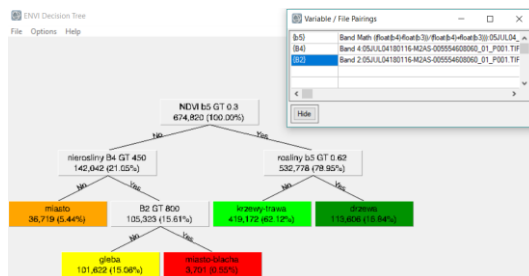 ENVI Decision Tree
File Options Help
Variable / File Pairings
{b5} Band Math (float(b4)-float(b3))/(float(b4)+float(b3)):05JUL04_
{B4} Band 4:05JUL04180116-M2AS-005554608060_01_P001.TIF
{B2} Band 2:05JUL04180116-M2AS-005554608060_01_P001.TIF
Hide
NDVI b5 GT 0.3
674,820 (100.00%)
No Yes
nierosliny B4 GT 450
142,042 (21.05%)
rosliny b5 GT 0.62
532,778 (78.95%)
No Yes No Yes
miasto
36,719 (5.44%)
B2 GT 800
105,323 (15.61%)
krzewy-trawa
419,172 (62.12%)
drzewa
113,606 (16.84%)
No Yes
gleba
101,622 (15.06%)
miasto-blacha
3,701 (0.55%)